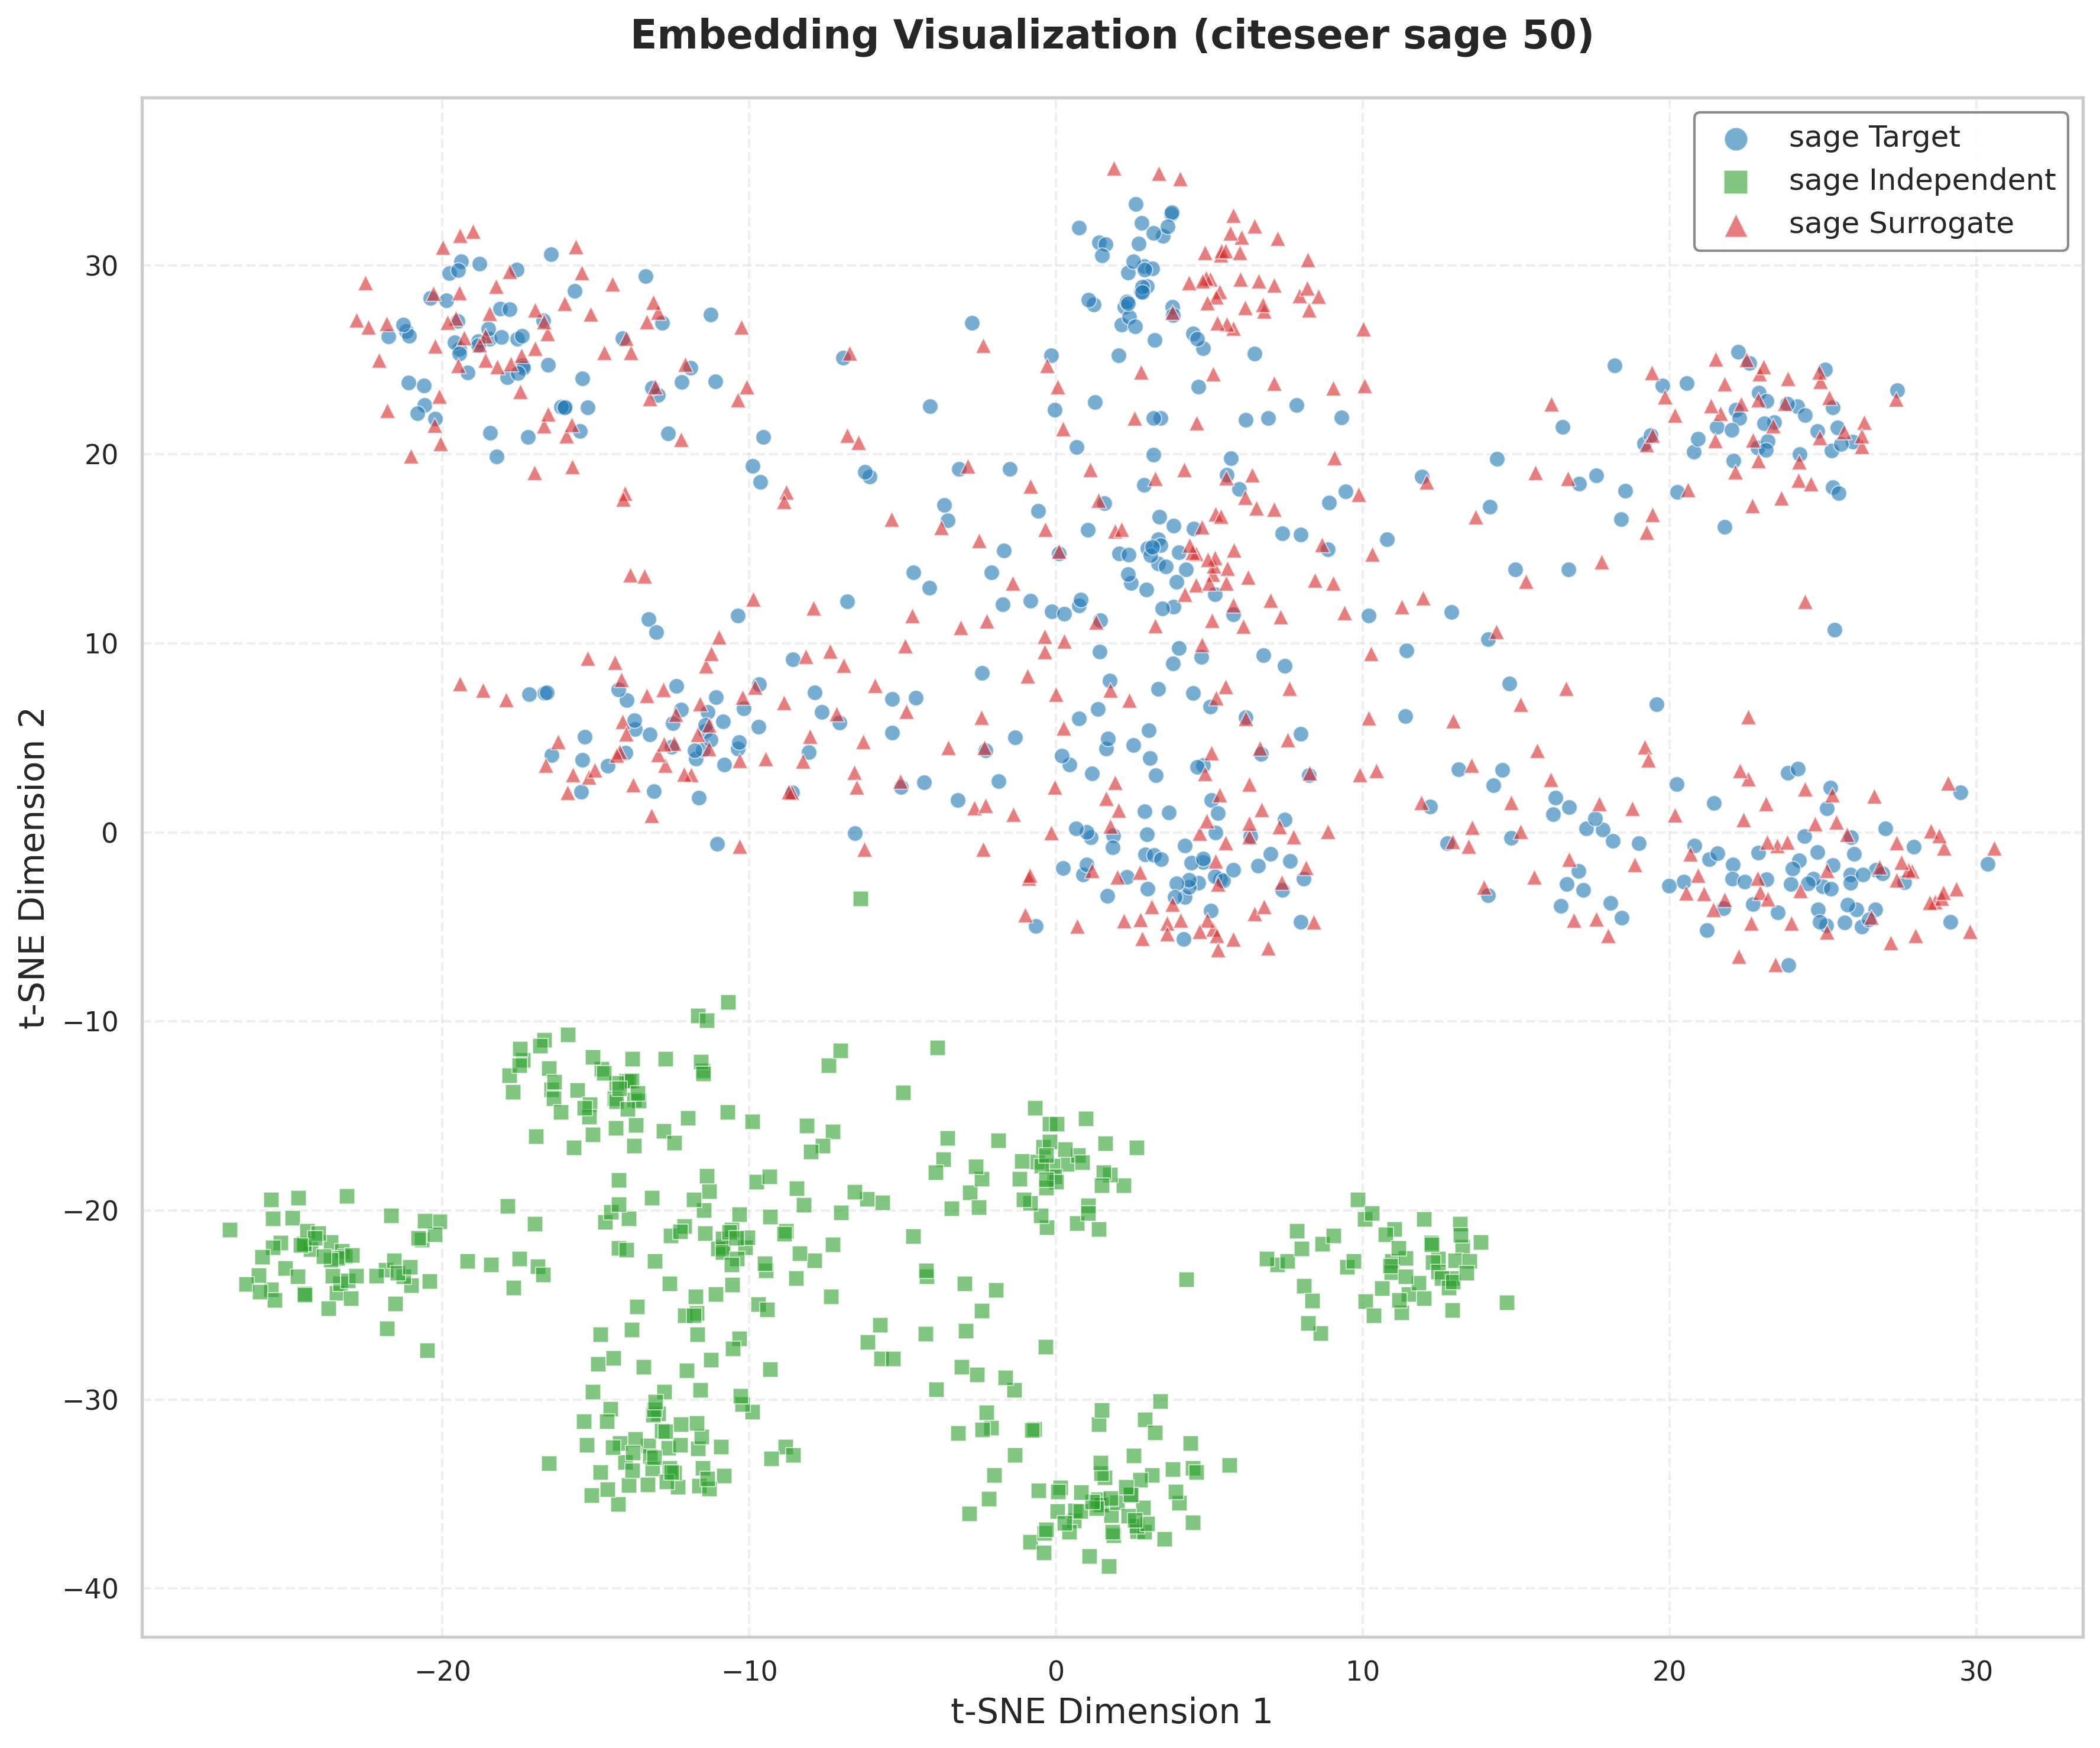 Embedding Visualization (citeseer sage 50)
sage Target
sage Independent
sage Surrogate
t-SNE Dimension 2
30
20
10
0
−10
−20
−30
−40
−20
−10
0
10
20
30
t-SNE Dimension 1